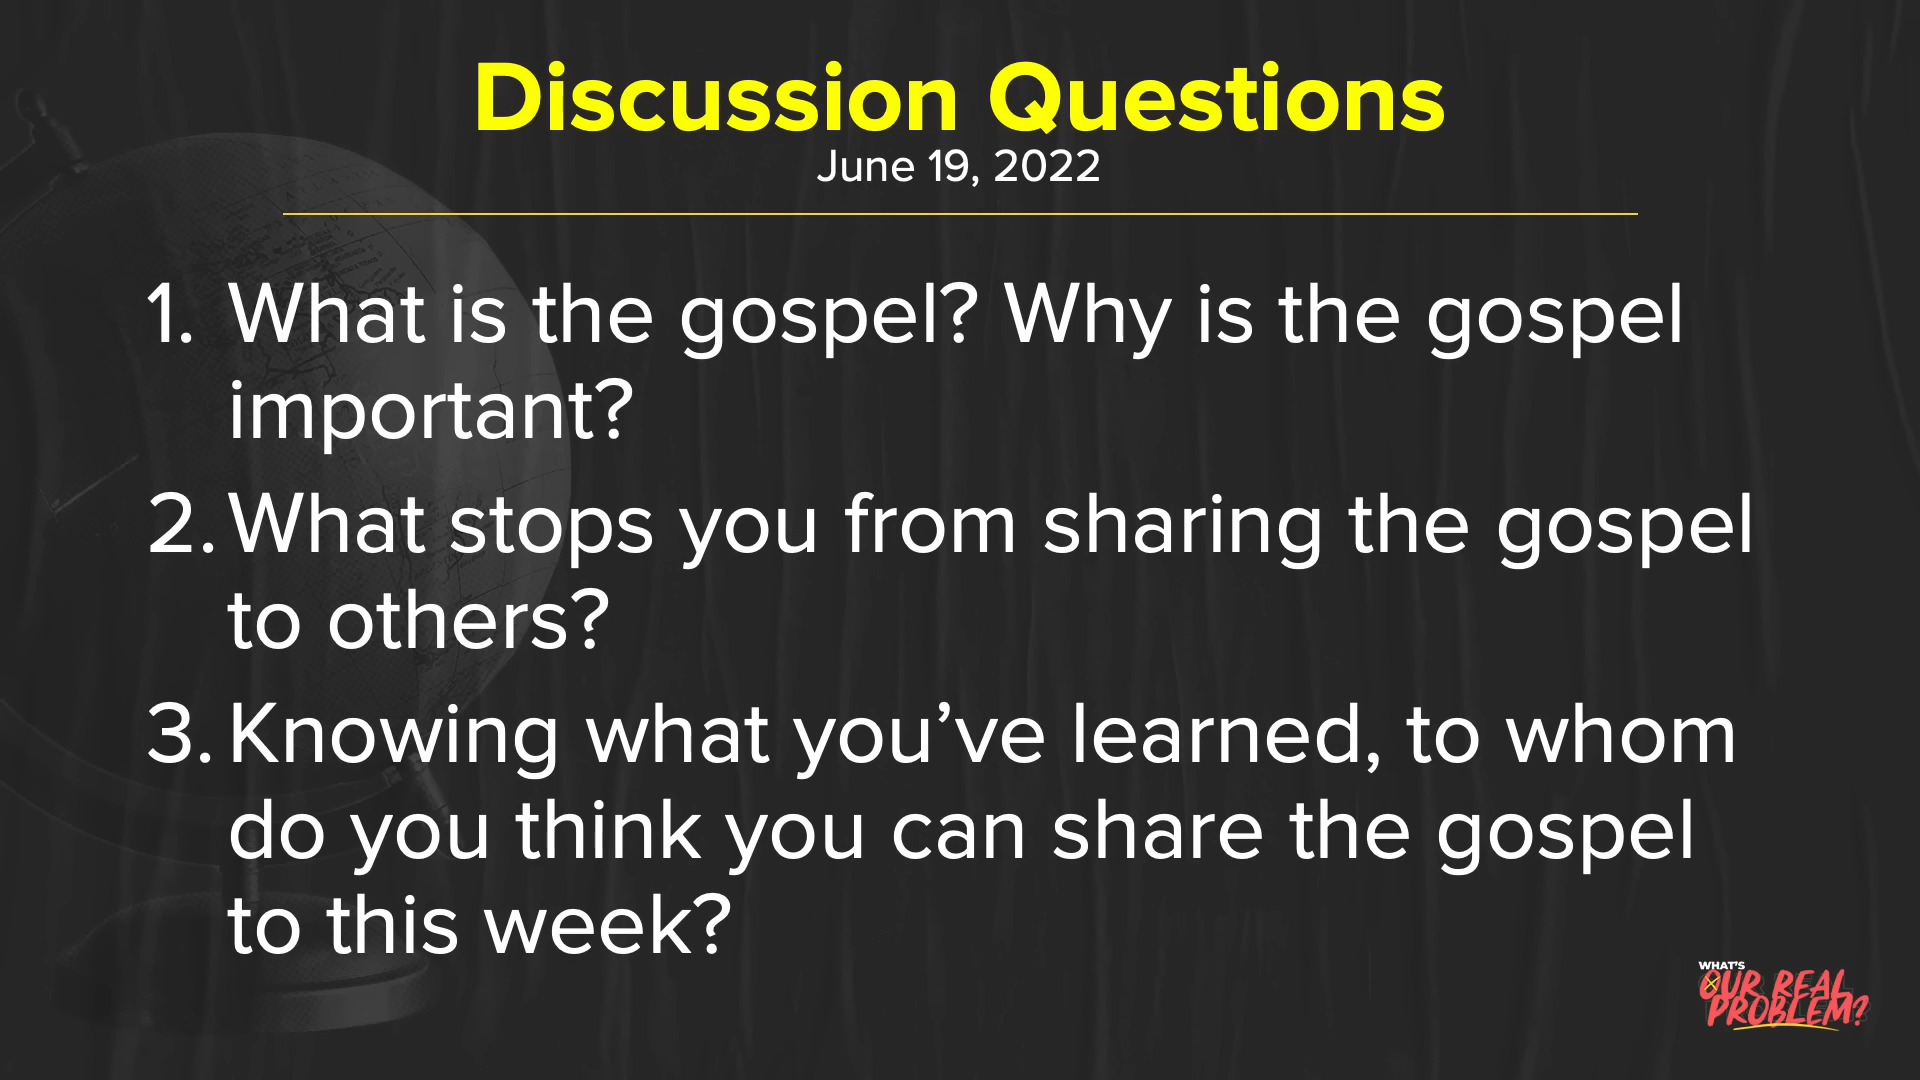 Discussion Questions
June 19, 2022
1. What is the gospel? Why is the gospel
important?
2. What stops you from sharing the gospel
to others?
3. Knowing what you’ve learned, to whom
do you think you can share the gospel
to this week?
WHAT'S
OUR REAL
PROBLEM?